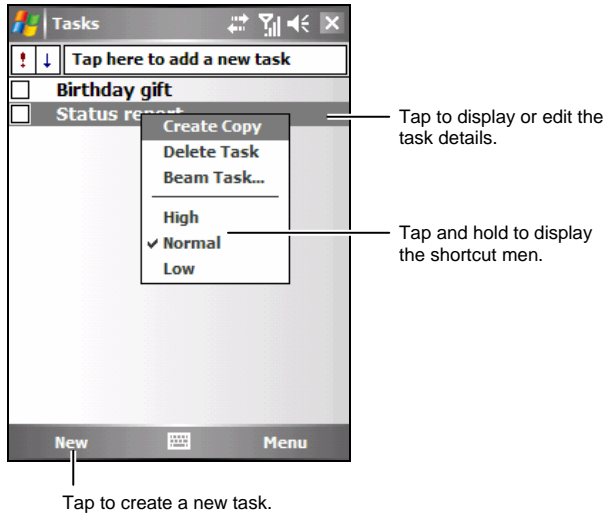 Tasks
! ↓ Tap here to add a new task
Birthday gift
Status report
Create Copy
Delete Task
Beam Task...
High
✓ Normal
Low
New
Menu
Tap to display or edit the
task details.
Tap and hold to display
the shortcut men.
Tap to create a new task.